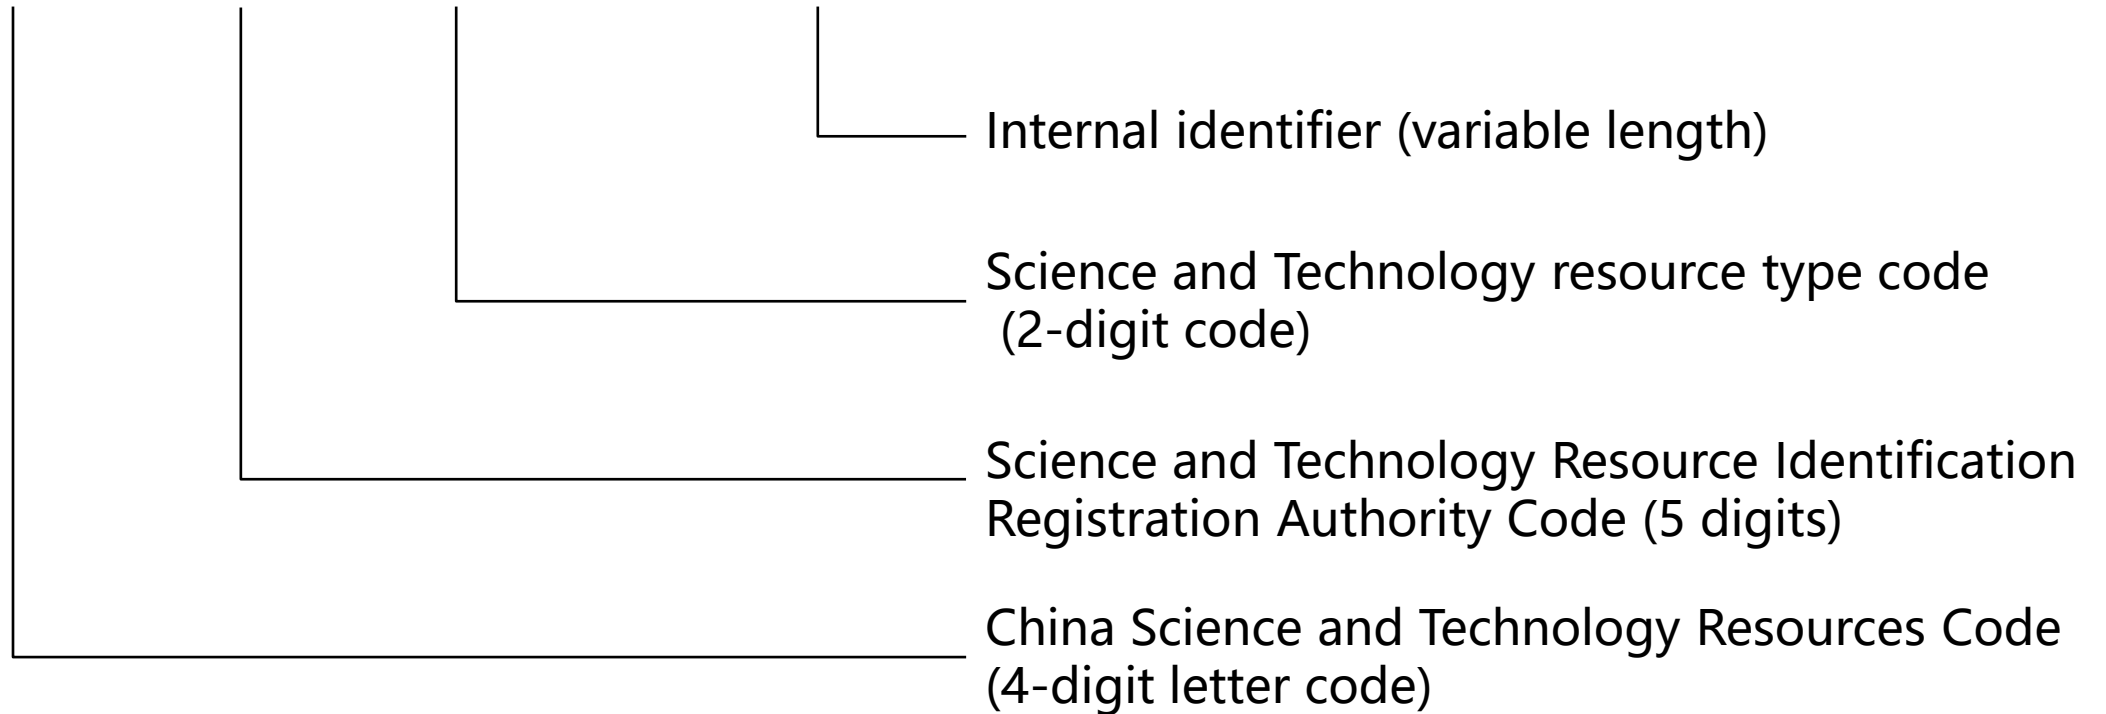 Internal identifier (variable length)
Science and Technology resource type code
(2-digit code)
Science and Technology Resource Identification
Registration Authority Code (5 digits)
China Science and Technology Resources Code
(4-digit letter code)